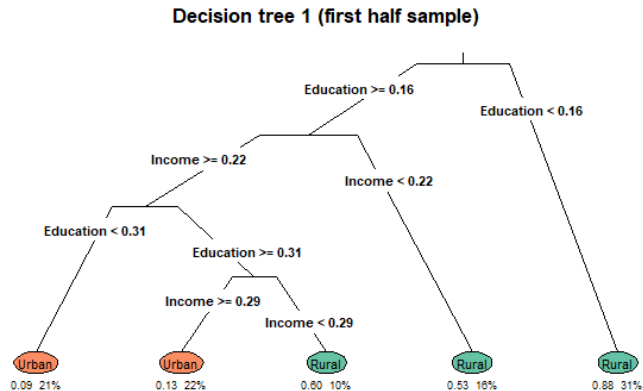 Decision tree 1 (first half sample)
Education >= 0.16
Education < 0.16
Income >= 0.22
Income < 0.22
Education < 0.31
Education >= 0.31
Income >= 0.29
Income < 0.29
Urban
Urban
Rural
Rural
Rural
0.09 21%
0.13 22%
0.60 10%
0.53 16%
0.88 31%